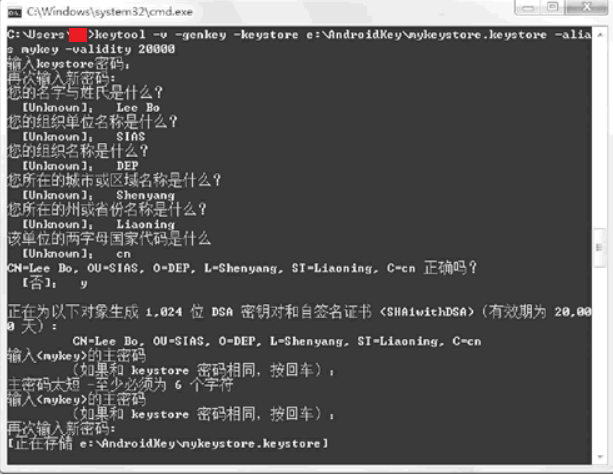 C:\Windows\system32\cmd.exe
C:\Users\ >keytool -v -genkey -keystore e:\AndroidKey\mykeystore.keystore -alia
s mykey -validity 20000
输入keystore密码:
再次输入新密码:
您的名字与姓氏是什么?
[Unknown]: Lee Bo
您的组织单位名称是什么?
[Unknown]: SIAS
您的组织名称是什么?
[Unknown]: DEP
您所在的城市或区域名称是什么?
[Unknown]: Shenyang
您所在的州或省份名称是什么?
[Unknown]: Liaoning
该单位的两字母国家代码是什么
[Unknown]: cn
CN=Lee Bo, OU=SIAS, O=DEP, L=Shenyang, ST=Liaoning, C=cn 正确吗?
[否]: y
正在为以下对象生成 1,024 位 DSA 密钥对和自签名证书 (SHA1withDSA)(有效期为 20,00
0 天):
CN=Lee Bo, OU=SIAS, O=DEP, L=Shenyang, ST=Liaoning, C=cn
输入<mykey>的主密码
(如果和 keystore 密码相同,按回车):
主密码太短 -至少必须为 6 个字符
输入<mykey>的主密码
(如果和 keystore 密码相同,按回车):
再次输入新密码:
[正在存储 e:\AndroidKey\mykeystore.keystore]